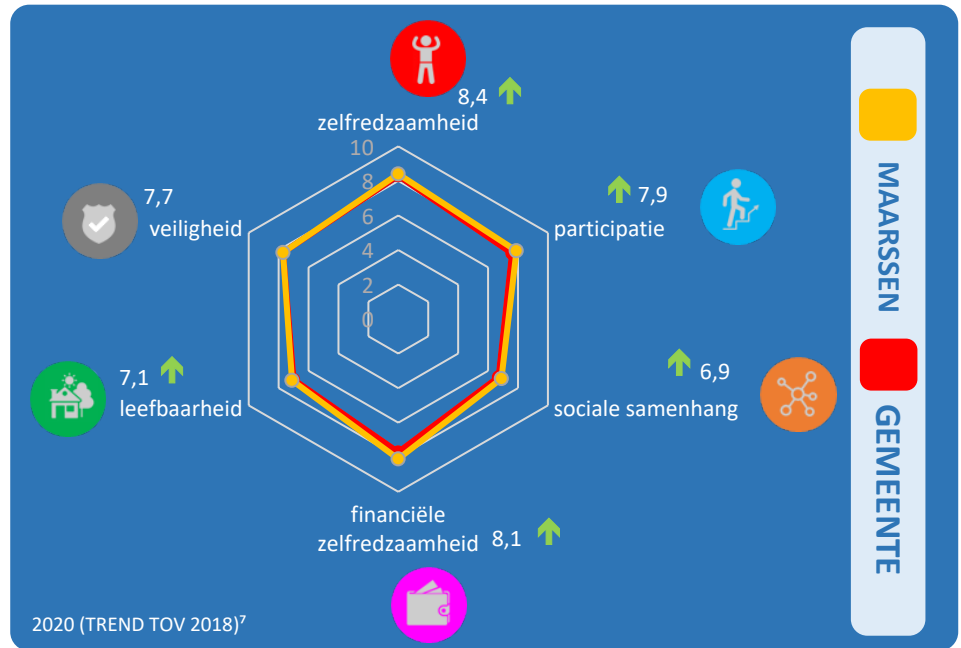 8,4
zelfredzaamheid
10
8
6
4
2
0
7,9
participatie
6,9
sociale samenhang
financiële
zelfredzaamheid 8,1
7,1
leefbaarheid
7,7
veiligheid
MAARSSEN
GEMEENTE
2020 (TREND TOV 2018)⁷